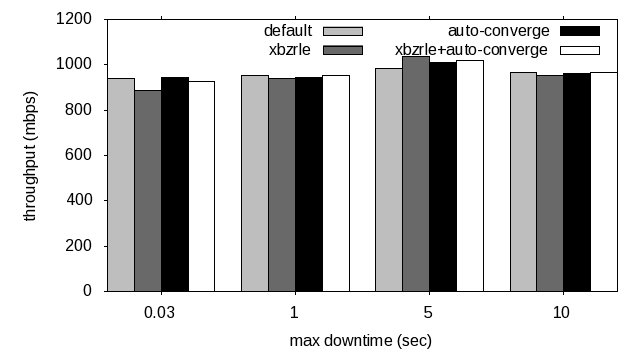 1200
1000
800
600
400
200
0
throughput (mbps)
default
xbzrle
auto-converge
xbzrle+auto-converge
0.03
1
5
10
max downtime (sec)